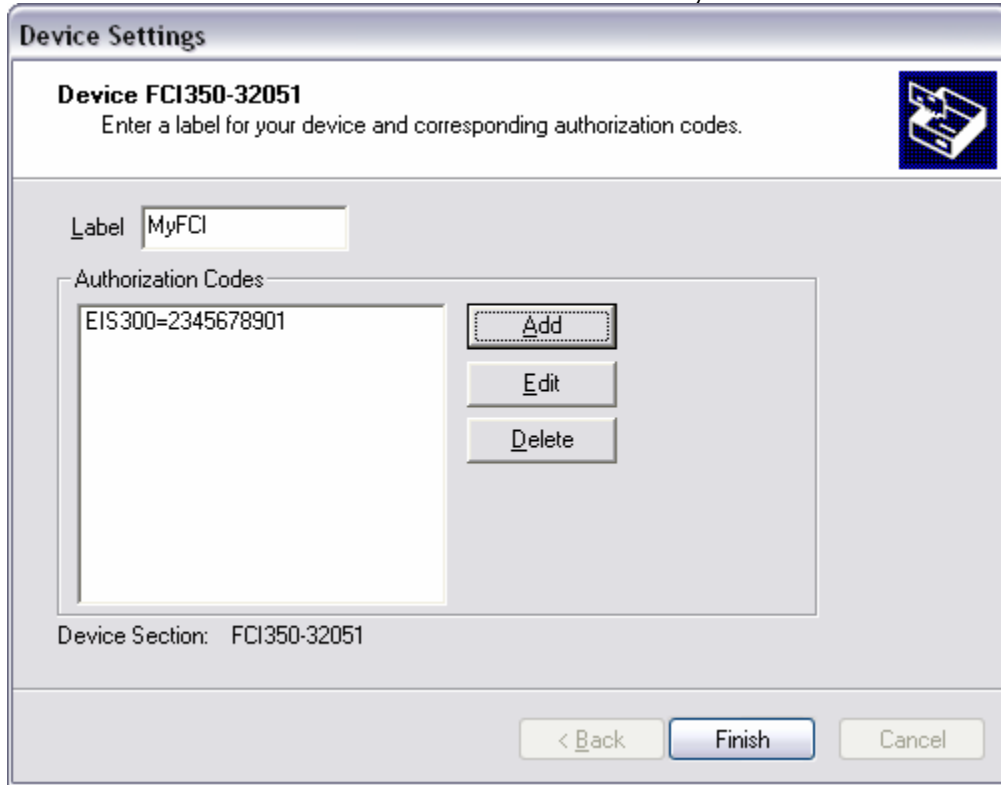 Device Settings
Device FCI350-32051
Enter a label for your device and corresponding authorization codes.
Label MyFCI
Authorization Codes
EIS300=2345678901
Add
Edit
Delete
Device Section: FCI350-32051
< Back Finish Cancel